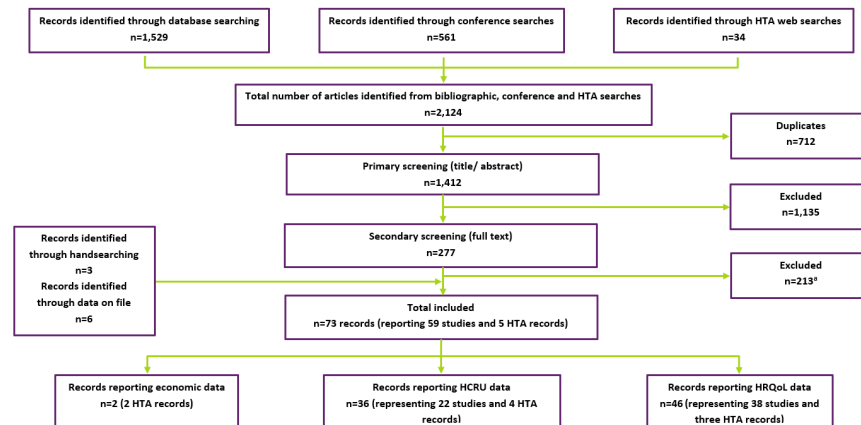 Records identified through database searching
n=1,529
Records identified through conference searches
n=561
Records identified through HTA web searches
n=34
Total number of articles identified from bibliographic, conference and HTA searches
n=2,124
Duplicates
n=712
Primary screening (title/ abstract)
n=1,412
Excluded
n=1,135
Secondary screening (full text)
n=277
Records identified
through handsearching
n=3
Records identified
through data on file
n=6
Excluded
n=213ª
Total included
n=73 records (reporting 59 studies and 5 HTA records)
Records reporting economic data
n=2 (2 HTA records)
Records reporting HCRU data
n=36 (representing 22 studies and 4 HTA
records)
Records reporting HRQoL data
n=46 (representing 38 studies and
three HTA records)